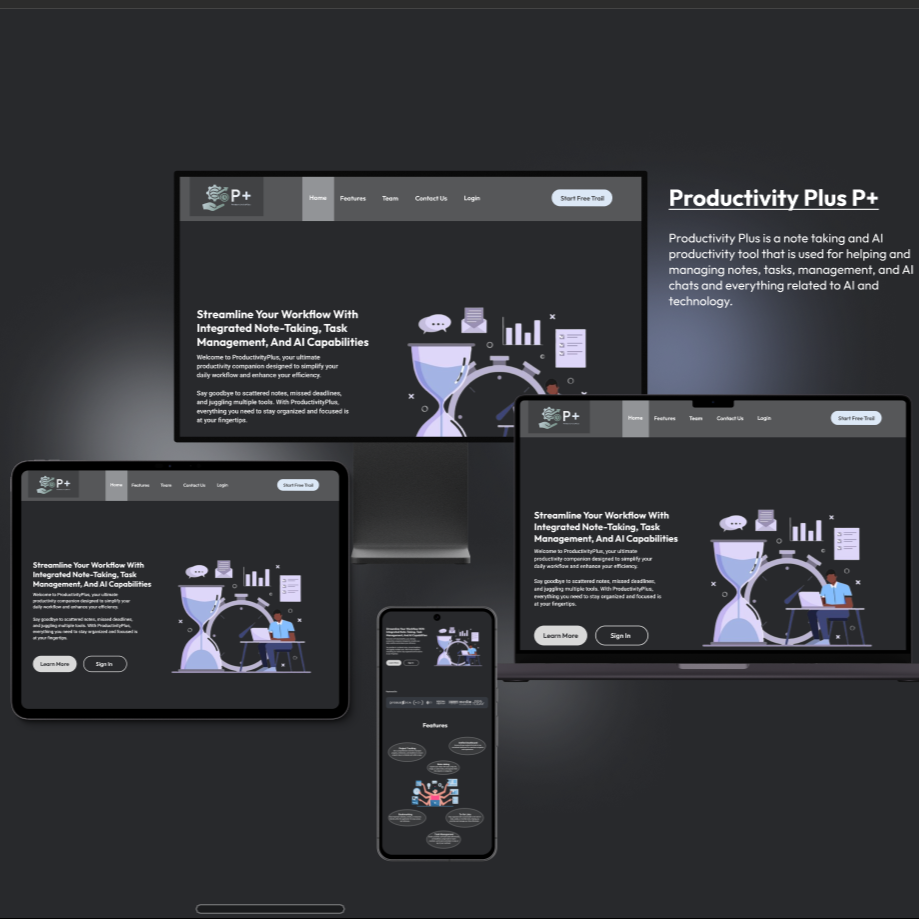 P+
Home Features Team Contact Us Login Start Free Trail
Streamline Your Workflow With
Integrated Note-Taking, Task
Management, And AI Capabilities
Welcome to ProductivityPlus, your ultimate
productivity companion designed to simplify your
daily workflow and enhance your efficiency.
Say goodbye to scattered notes, missed deadlines,
and juggling multiple tools. With ProductivityPlus,
everything you need to stay organized and focused is
at your fingertips.
Productivity Plus P+
Productivity Plus is a note taking and AI
productivity tool that is used for helping and
managing notes, tasks, management, and AI
chats and everything related to AI and
technology.
P+
Home Features Team Contact Us Login Start Free Trail
Streamline Your Workflow With
Integrated Note-Taking, Task
Management, And AI Capabilities
Welcome to ProductivityPlus, your ultimate
productivity companion designed to simplify your
daily workflow and enhance your efficiency.
Say goodbye to scattered notes, missed deadlines,
and juggling multiple tools. With ProductivityPlus,
everything you need to stay organized and focused is
at your fingertips.
Learn More Sign In
P+
Home Features Team Contact Us Login Start Free Trail
Streamline Your Workflow With
Integrated Note-Taking, Task
Management, And AI Capabilities
Welcome to ProductivityPlus, your ultimate
productivity companion designed to simplify your
daily workflow and enhance your efficiency.
Say goodbye to scattered notes, missed deadlines,
and juggling multiple tools. With ProductivityPlus,
everything you need to stay organized and focused is
at your fingertips.
Learn More Sign In
Streamline Your Workflow With
Integrated Note-Taking, Task
Management, And AI Capabilities
Features